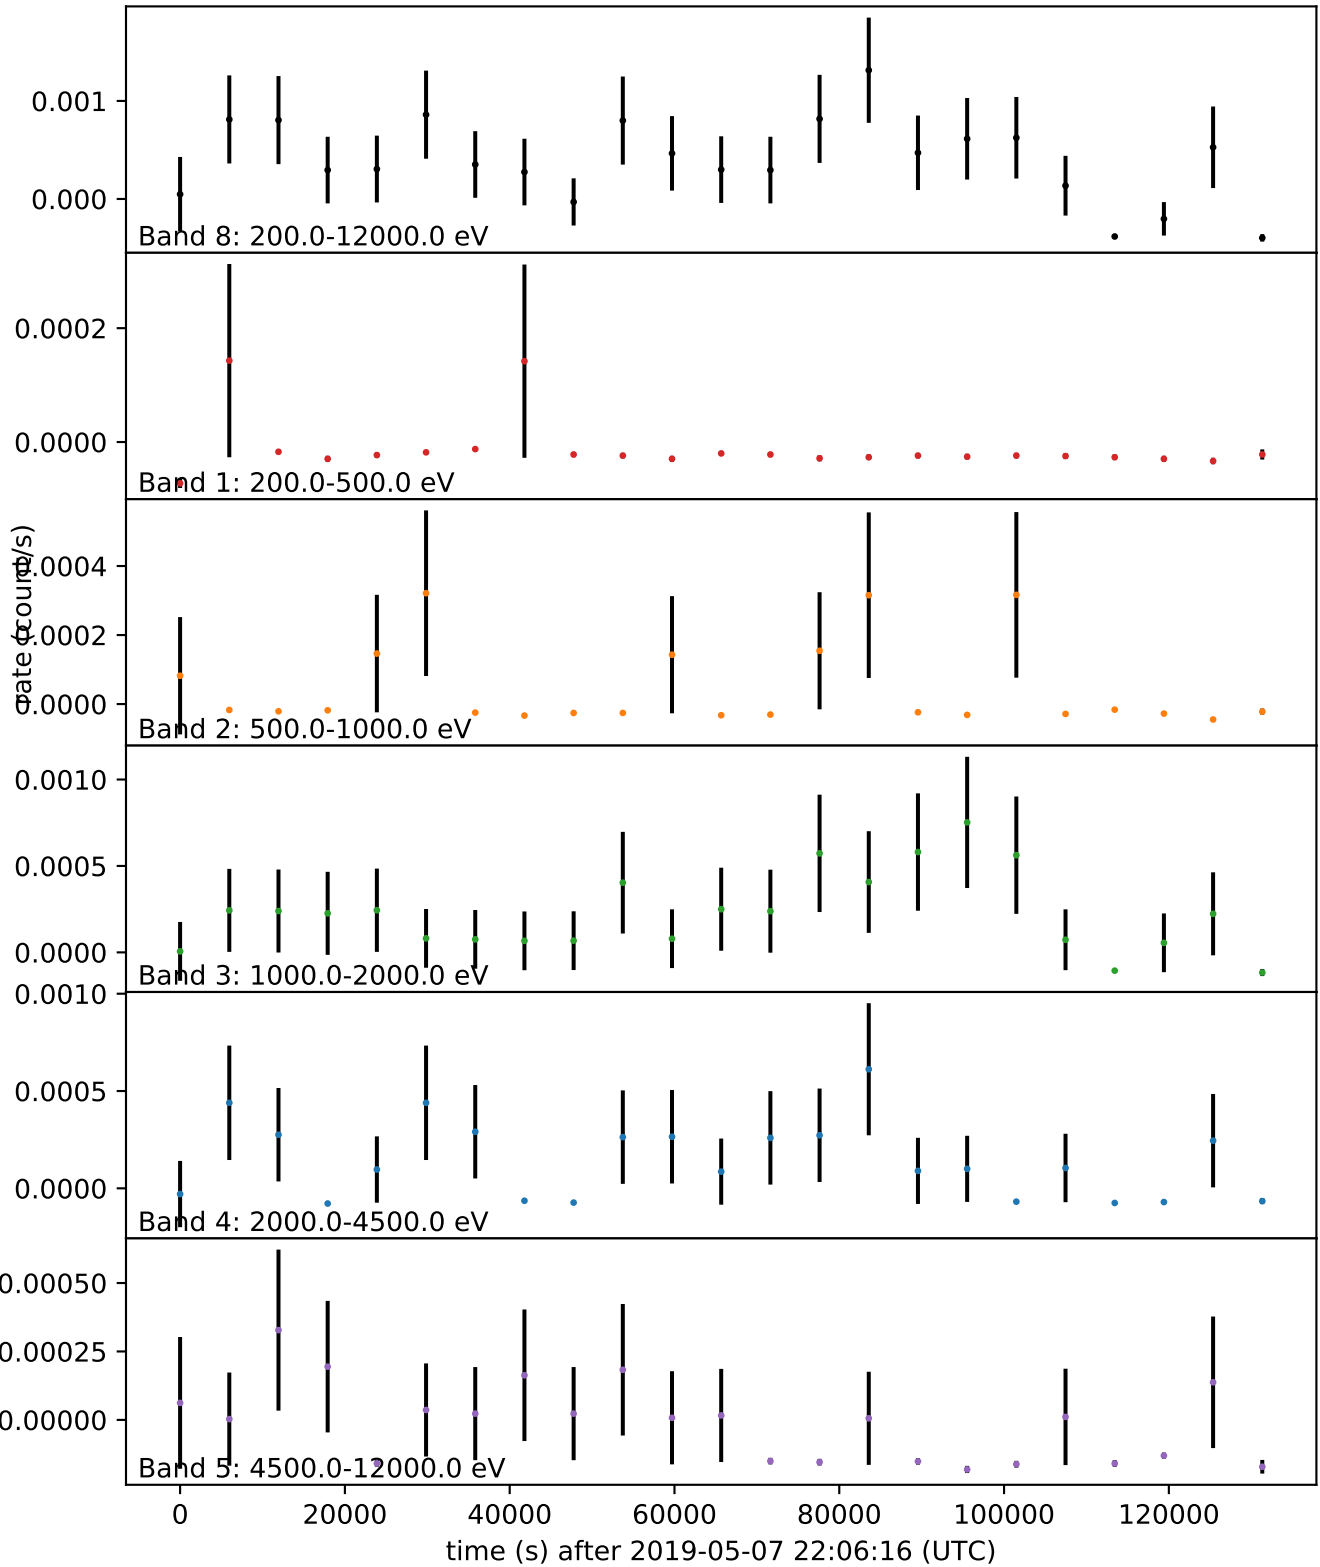 0.001
0.000
Band 8: 200.0-12000.0 eV
0.0002
0.0000
Band 1: 200.0-500.0 eV
rate (count/s)
0.0004
0.0002
0.0000
Band 2: 500.0-1000.0 eV
0.0010
0.0005
0.0000
Band 3: 1000.0-2000.0 eV
0.0010
0.0005
0.0000
Band 4: 2000.0-4500.0 eV
0.00050
0.00025
0.00000
Band 5: 4500.0-12000.0 eV
0 20000 40000 60000 80000 100000 120000
time (s) after 2019-05-07 22:06:16 (UTC)